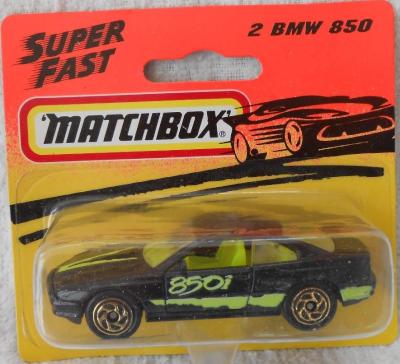 SUPER
FAST
2 BMW 850
'MATCHBOX'®
850i